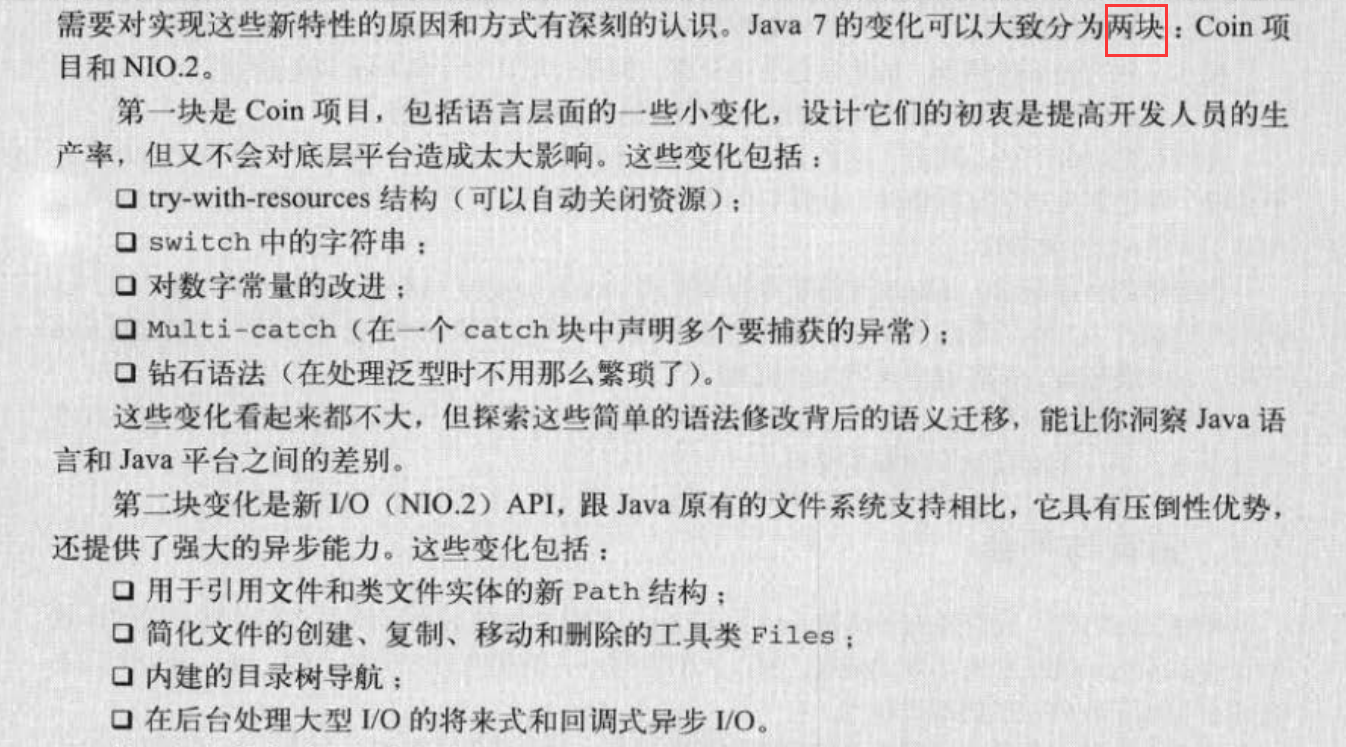 需要对实现这些新特性的原因和方式有深刻的认识。Java 7 的变化可以大致分为两块：Coin 项
目和 NIO.2。
第一块是 Coin 项目，包括语言层面的一些小变化，设计它们的初衷是提高开发人员的生
产率，但又不会对底层平台造成太大影响。这些变化包括：
❑ try-with-resources 结构（可以自动关闭资源）；
❑ switch 中的字符串；
❑ 对数字常量的改进；
❑ Multi-catch（在一个 catch 块中声明多个要捕获的异常）；
❑ 钻石语法（在处理泛型时不用那么繁琐了）。
这些变化看起来都不大，但探索这些简单的语法修改背后的语义迁移，能让你洞察 Java 语
言和 Java 平台之间的差别。
第二块变化是新 I/O（NIO.2）API，跟 Java 原有的文件系统支持相比，它具有压倒性优势，
还提供了强大的异步能力。这些变化包括：
❑ 用于引用文件和类文件实体的新 Path 结构；
❑ 简化文件的创建、复制、移动和删除的工具类 Files；
❑ 内建的目录树导航；
❑ 在后台处理大型 I/O 的将来式和回调式异步 I/O。